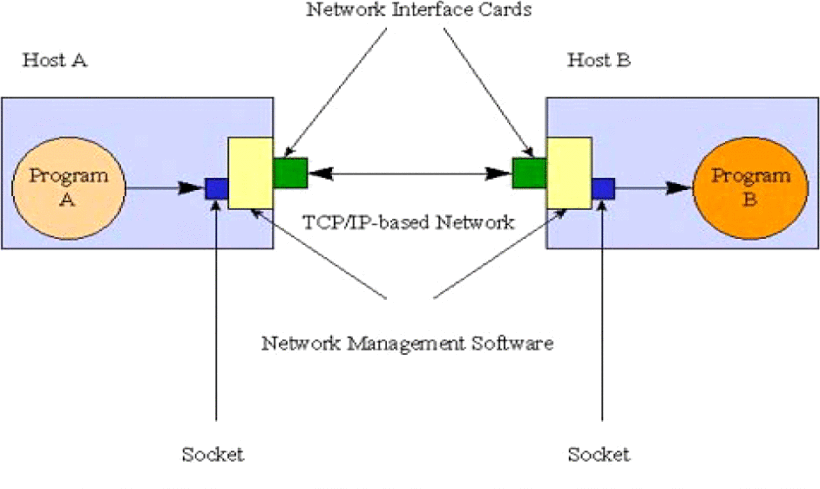 Network Interface Cards
Host A
Host B
Program
A
Program
B
TCP/IP-based Network
Network Management Software
Socket
Socket